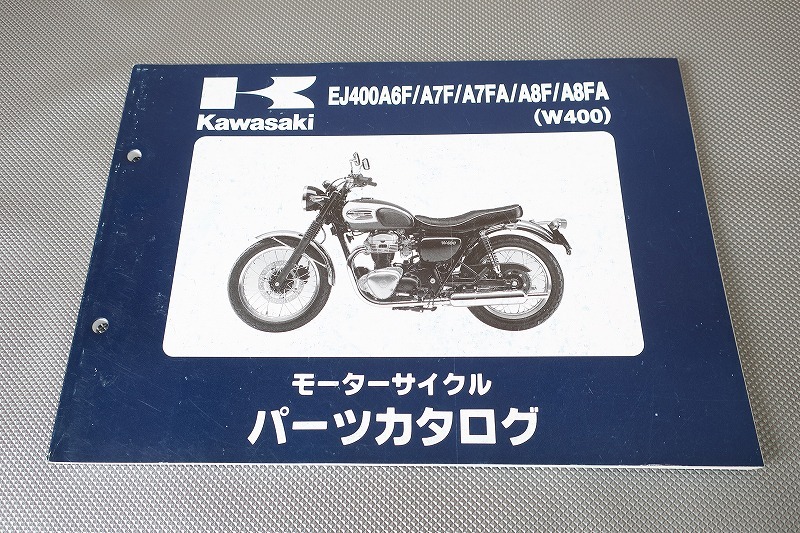 EJ400A6F/A7F/A7FA/A8F/A8FA
(W400)
Kawasaki
モーターサイクル
パーツカタログ